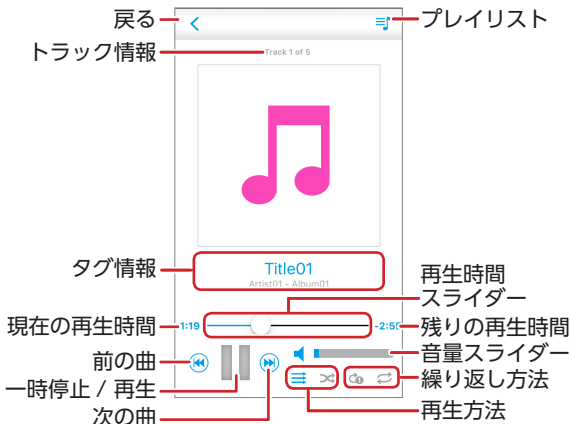 戻る
プレイリスト
トラック情報
Track 1 of 5
タグ情報
Title01
Artist01 - Album01
再生時間
スライダー
現在の再生時間
1:19
-2:55
残りの再生時間
前の曲
音量スライダー
一時停止 / 再生
繰り返し方法
次の曲
再生方法